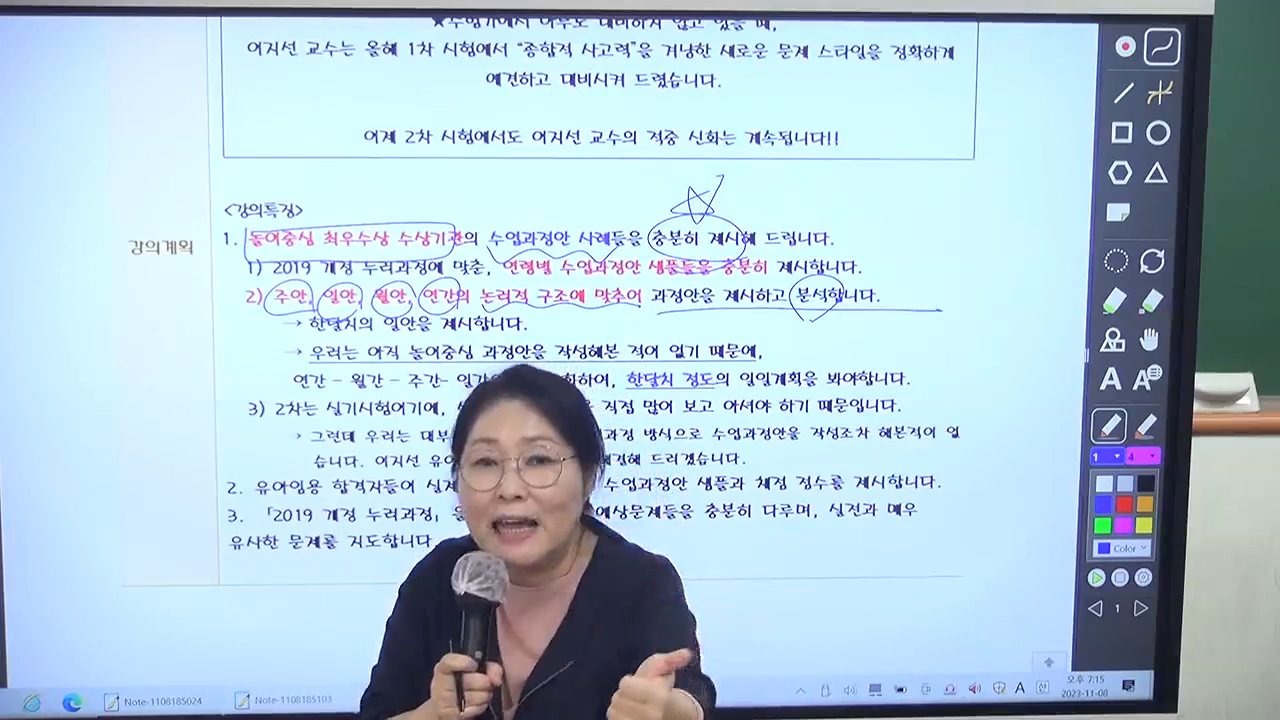 ★수험가에서 아무도 대비하지 않고 있을 때,
이지선 교수는 올해 1차 시험에서 "종합적 사고력"을 겨냥한 새로운 문제 스타일을 정확하게
예견하고 대비시켜 드렸습니다.
이제 2차 시험에서도 이지선 교수의 적중 신화는 계속됩니다!!
강의계획
<강의특징>
1. 놀이중심 최우수상 수상기관의 수업과정안 사례들을 충분히 제시해 드립니다.
1) 2019 개정 누리과정에 맞춘, 연령별 수업과정안 샘플들을 충분히 제시합니다.
2) 주안, 일안, 월안, 연간의 논리적 구조에 맞추어 과정안을 제시하고 분석합니다.
→ 한달치의 일안을 제시합니다.
→ 우리는 아직 놀이중심 과정안을 작성해본 적이 없기 때문에,
연간 - 월간 - 주간- 일간 하여, 한달치 정도의 일일계획을 봐야합니다.
3) 2차는 실기시험이기에, 직접 많이 보고 아셔야 하기 때문입니다.
→ 그런데 우리는 대부 과정 방식으로 수업과정안을 작성조차 해본적이 없
습니다. 이지선 유아 해 드리겠습니다.
2. 유아임용 합격자들이 실제 수업과정안 샘플과 채점 점수를 제시합니다.
3. 「2019 개정 누리과정」을 예상문제들을 충분히 다루며, 실전과 매우
유사한 문제를 지도합니다.
1
4
Color
A
A
1
Note-1108185024
Note-1108185103
A
한
오후 7:15
2023-11-08